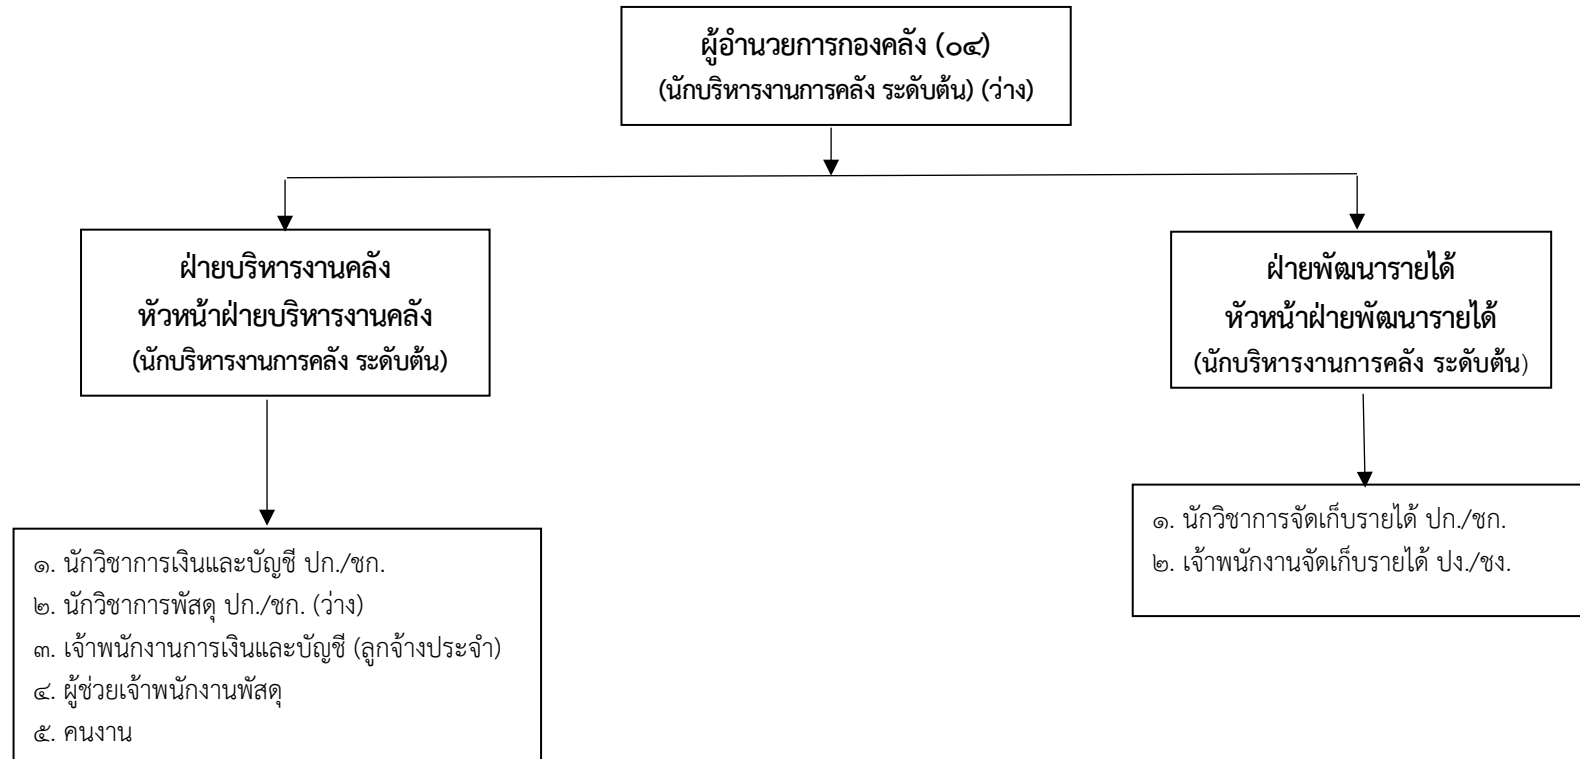 ผู้อำนวยการกองคลัง (๐๔)
(นักบริหารงานการคลัง ระดับต้น) (ว่าง)
ฝ่ายบริหารงานคลัง
หัวหน้าฝ่ายบริหารงานคลัง
(นักบริหารงานการคลัง ระดับต้น)
ฝ่ายพัฒนารายได้
หัวหน้าฝ่ายพัฒนารายได้
(นักบริหารงานการคลัง ระดับต้น)
๑. นักวิชาการเงินและบัญชี ปก./ชก.
๒. นักวิชาการพัสดุ ปก./ชก. (ว่าง)
๓. เจ้าพนักงานการเงินและบัญชี (ลูกจ้างประจำ)
๔. ผู้ช่วยเจ้าพนักงานพัสดุ
๕. คนงาน
๑. นักวิชาการจัดเก็บรายได้ ปก./ชก.
๒. เจ้าพนักงานจัดเก็บรายได้ ปง./ชง.